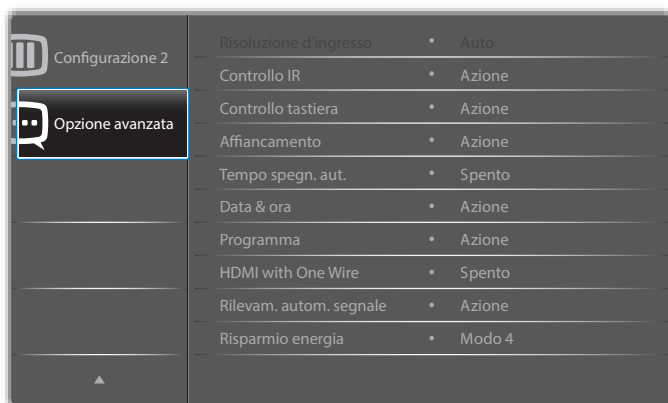 Configurazione 2
Opzione avanzata
Risoluzione d'ingresso • Auto
Controllo IR • Azione
Controllo tastiera • Azione
Affiancamento • Azione
Tempo spegn. aut. • Spento
Data & ora • Azione
Programma • Azione
HDMI with One Wire • Spento
Rilevam. autom. segnale • Azione
Risparmio energia • Modo 4